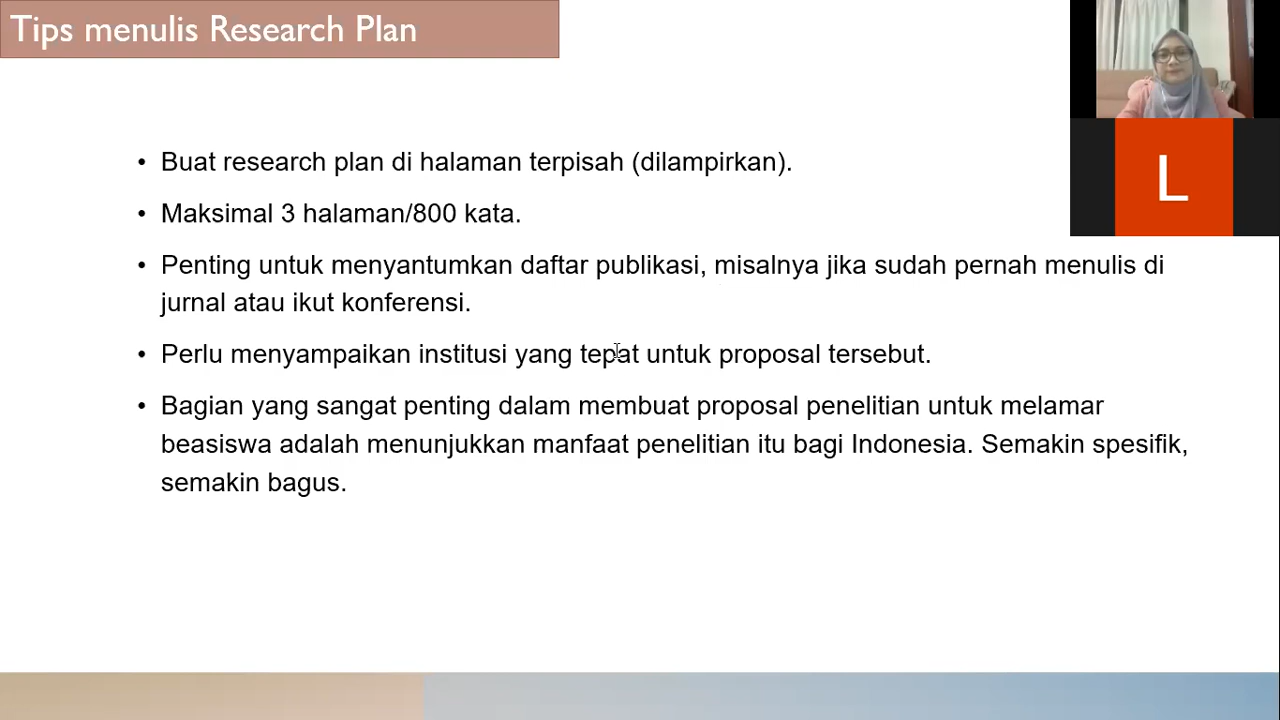 Tips menulis Research Plan
• Buat research plan di halaman terpisah (dilampirkan).
• Maksimal 3 halaman/800 kata.
• Penting untuk menyantumkan daftar publikasi, misalnya jika sudah pernah menulis di
jurnal atau ikut konferensi.
• Perlu menyampaikan institusi yang tepat untuk proposal tersebut.
• Bagian yang sangat penting dalam membuat proposal penelitian untuk melamar
beasiswa adalah menunjukkan manfaat penelitian itu bagi Indonesia. Semakin spesifik,
semakin bagus.
L